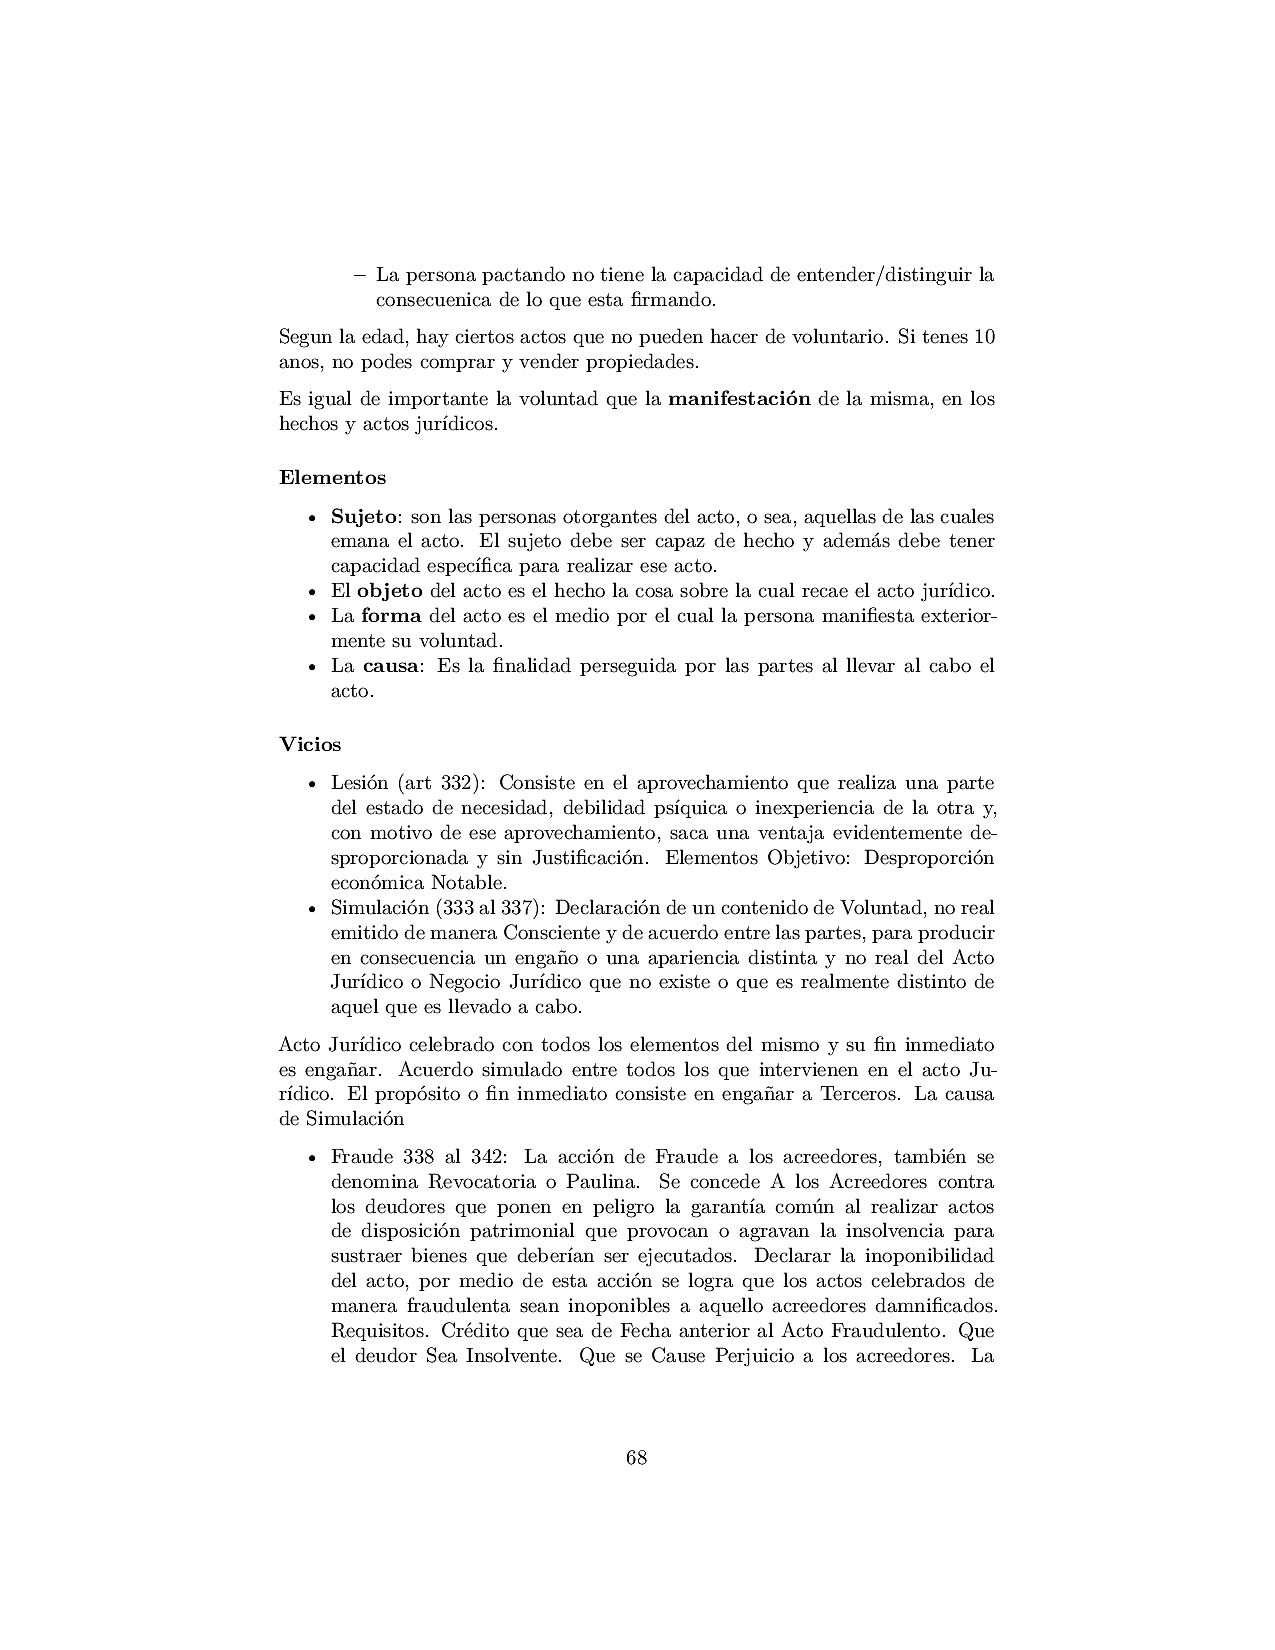 – La persona pactando no tiene la capacidad de entender/distinguir la
consecuenica de lo que esta firmando.
Segun la edad, hay ciertos actos que no pueden hacer de voluntario. Si tenes 10
anos, no podes comprar y vender propiedades.
Es igual de importante la voluntad que la manifestación de la misma, en los
hechos y actos jurídicos.
Elementos
• Sujeto: son las personas otorgantes del acto, o sea, aquellas de las cuales
emana el acto. El sujeto debe ser capaz de hecho y además debe tener
capacidad específica para realizar ese acto.
• El objeto del acto es el hecho la cosa sobre la cual recae el acto jurídico.
• La forma del acto es el medio por el cual la persona manifiesta exterior-
mente su voluntad.
• La causa: Es la finalidad perseguida por las partes al llevar al cabo el
acto.
Vicios
• Lesión (art 332): Consiste en el aprovechamiento que realiza una parte
del estado de necesidad, debilidad psíquica o inexperiencia de la otra y,
con motivo de ese aprovechamiento, saca una ventaja evidentemente de-
sproporcionada y sin Justificación. Elementos Objetivo: Desproporción
económica Notable.
• Simulación (333 al 337): Declaración de un contenido de Voluntad, no real
emitido de manera Consciente y de acuerdo entre las partes, para producir
en consecuencia un engaño o una apariencia distinta y no real del Acto
Jurídico o Negocio Jurídico que no existe o que es realmente distinto de
aquel que es llevado a cabo.
Acto Jurídico celebrado con todos los elementos del mismo y su fin inmediato
es engañar. Acuerdo simulado entre todos los que intervienen en el acto Ju-
rídico. El propósito o fin inmediato consiste en engañar a Terceros. La causa
de Simulación
• Fraude 338 al 342: La acción de Fraude a los acreedores, también se
denomina Revocatoria o Paulina. Se concede A los Acreedores contra
los deudores que ponen en peligro la garantía común al realizar actos
de disposición patrimonial que provocan o agravan la insolvencia para
sustraer bienes que deberían ser ejecutados. Declarar la inoponibilidad
del acto, por medio de esta acción se logra que los actos celebrados de
manera fraudulenta sean inoponibles a aquello acreedores damnificados.
Requisitos. Crédito que sea de Fecha anterior al Acto Fraudulento. Que
el deudor Sea Insolvente. Que se Cause Perjuicio a los acreedores. La
68